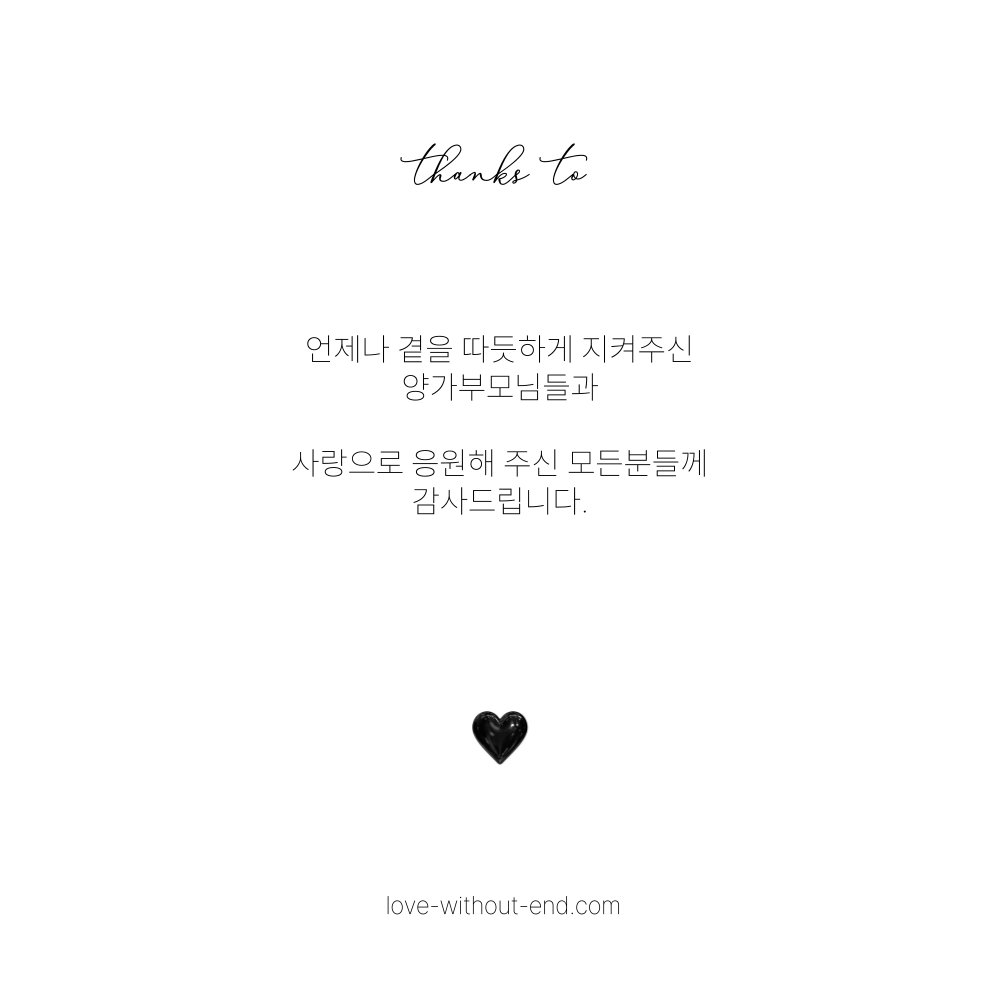 thanks to
언제나 곁을 따듯하게 지켜주신
양가부모님들과
사랑으로 응원해 주신 모든분들께
감사드립니다.
love-without-end.com